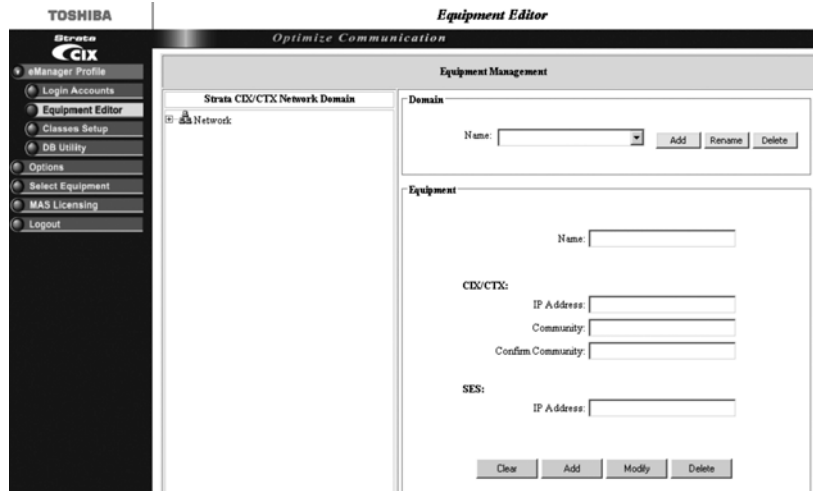 TOSHIBA
Equipment Editor
Strata
CIX
Optimize Communication
eManager Profile
Login Accounts
Equipment Editor
Classes Setup
DB Utility
Options
Select Equipment
MAS Licensing
Logout
Equipment Management
Strata CIX/CTX Network Domain
Network
Domain
Name:
Add Rename Delete
Equipment
Name:
CIX/CTX:
IP Address:
Community:
Confirm Community:
SES:
IP Address:
Clear Add Modify Delete